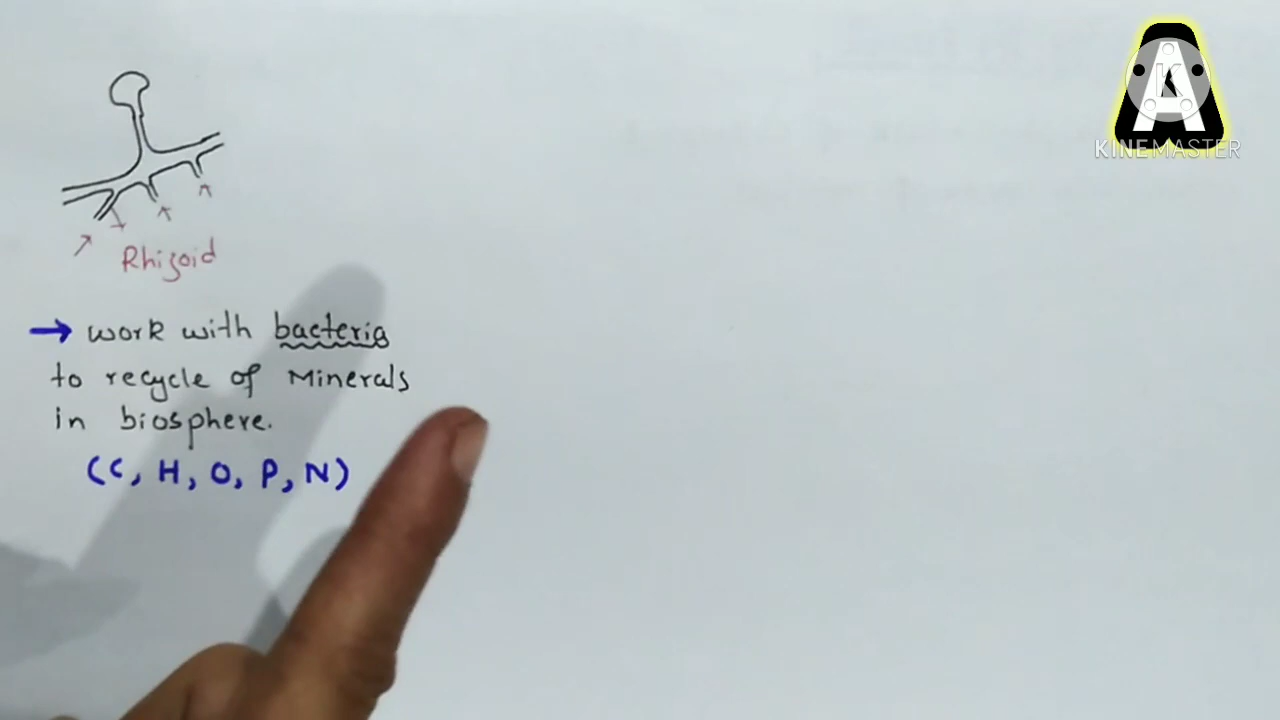 A
K
KINEMASTER
Rhizoid
→ work with bacteria
to recycle of Minerals
in biosphere.
(C, H, O, P, N)